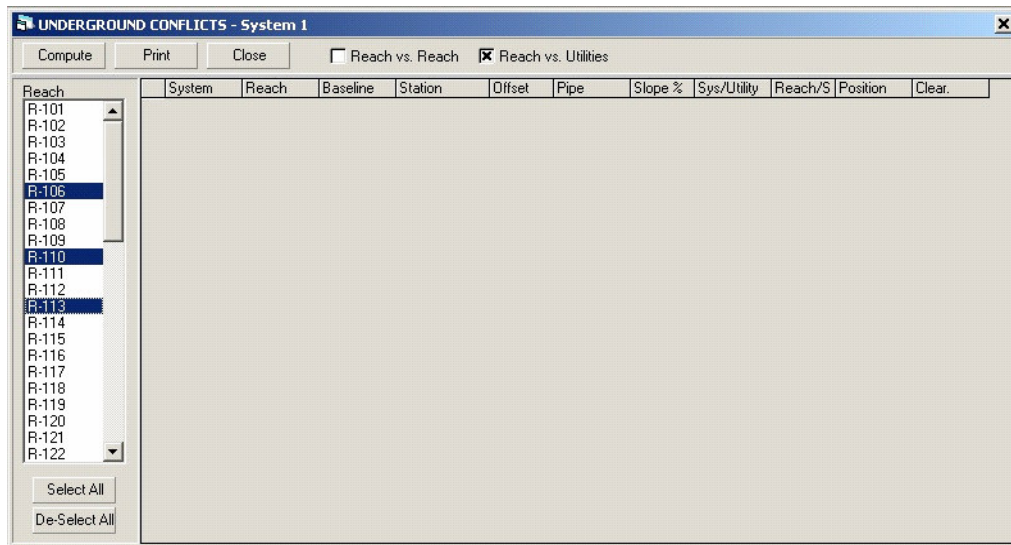 UNDERGROUND CONFLICTS - System 1
Compute Print Close Reach vs. Reach Reach vs. Utilities
Reach
System Reach Baseline Station Offset Pipe Slope % Sys/Utility Reach/S Position Clear.
R-101
R-102
R-103
R-104
R-105
R-106
R-107
R-108
R-109
R-110
R-111
R-112
R-113
R-114
R-115
R-116
R-117
R-118
R-119
R-120
R-121
R-122
Select All
De-Select All